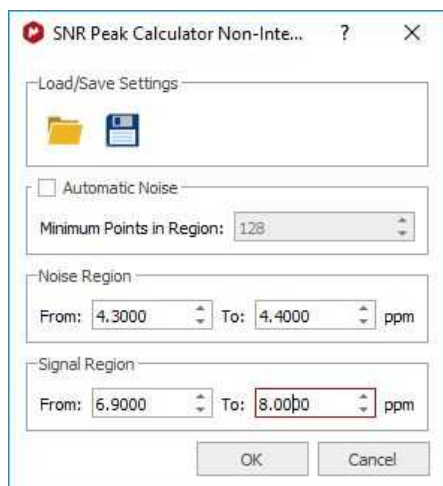 SNR Peak Calculator Non-Inte... ?
Load/Save Settings
Automatic Noise
Minimum Points in Region: 128
Noise Region
From: 4.3000 To: 4.4000 ppm
Signal Region
From: 6.9000 To: 8.0000 ppm
OK Cancel